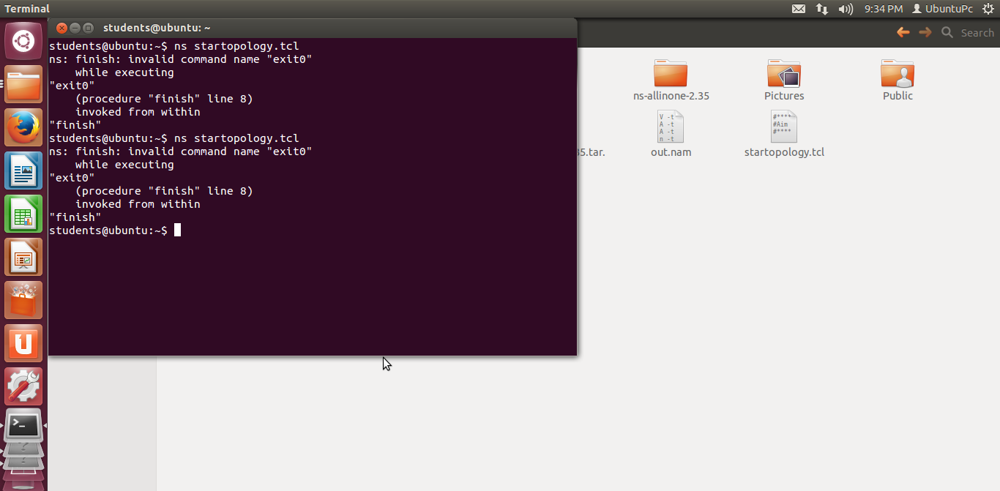 Terminal
9:34 PM UbuntuPc
students@ubuntu: ~
Search
students@ubuntu:~$ ns startopology.tcl
ns: finish: invalid command name "exit0"
    while executing
"exit0"
    (procedure "finish" line 8)
    invoked from within
"finish"
students@ubuntu:~$ ns startopology.tcl
ns: finish: invalid command name "exit0"
    while executing
"exit0"
    (procedure "finish" line 8)
    invoked from within
"finish"
students@ubuntu:~$
ns-allinone-2.35
Pictures
Public
V -t
A -t
A -t
n -t
#****
#Aim
#****
35.tar.
out.nam
startopology.tcl